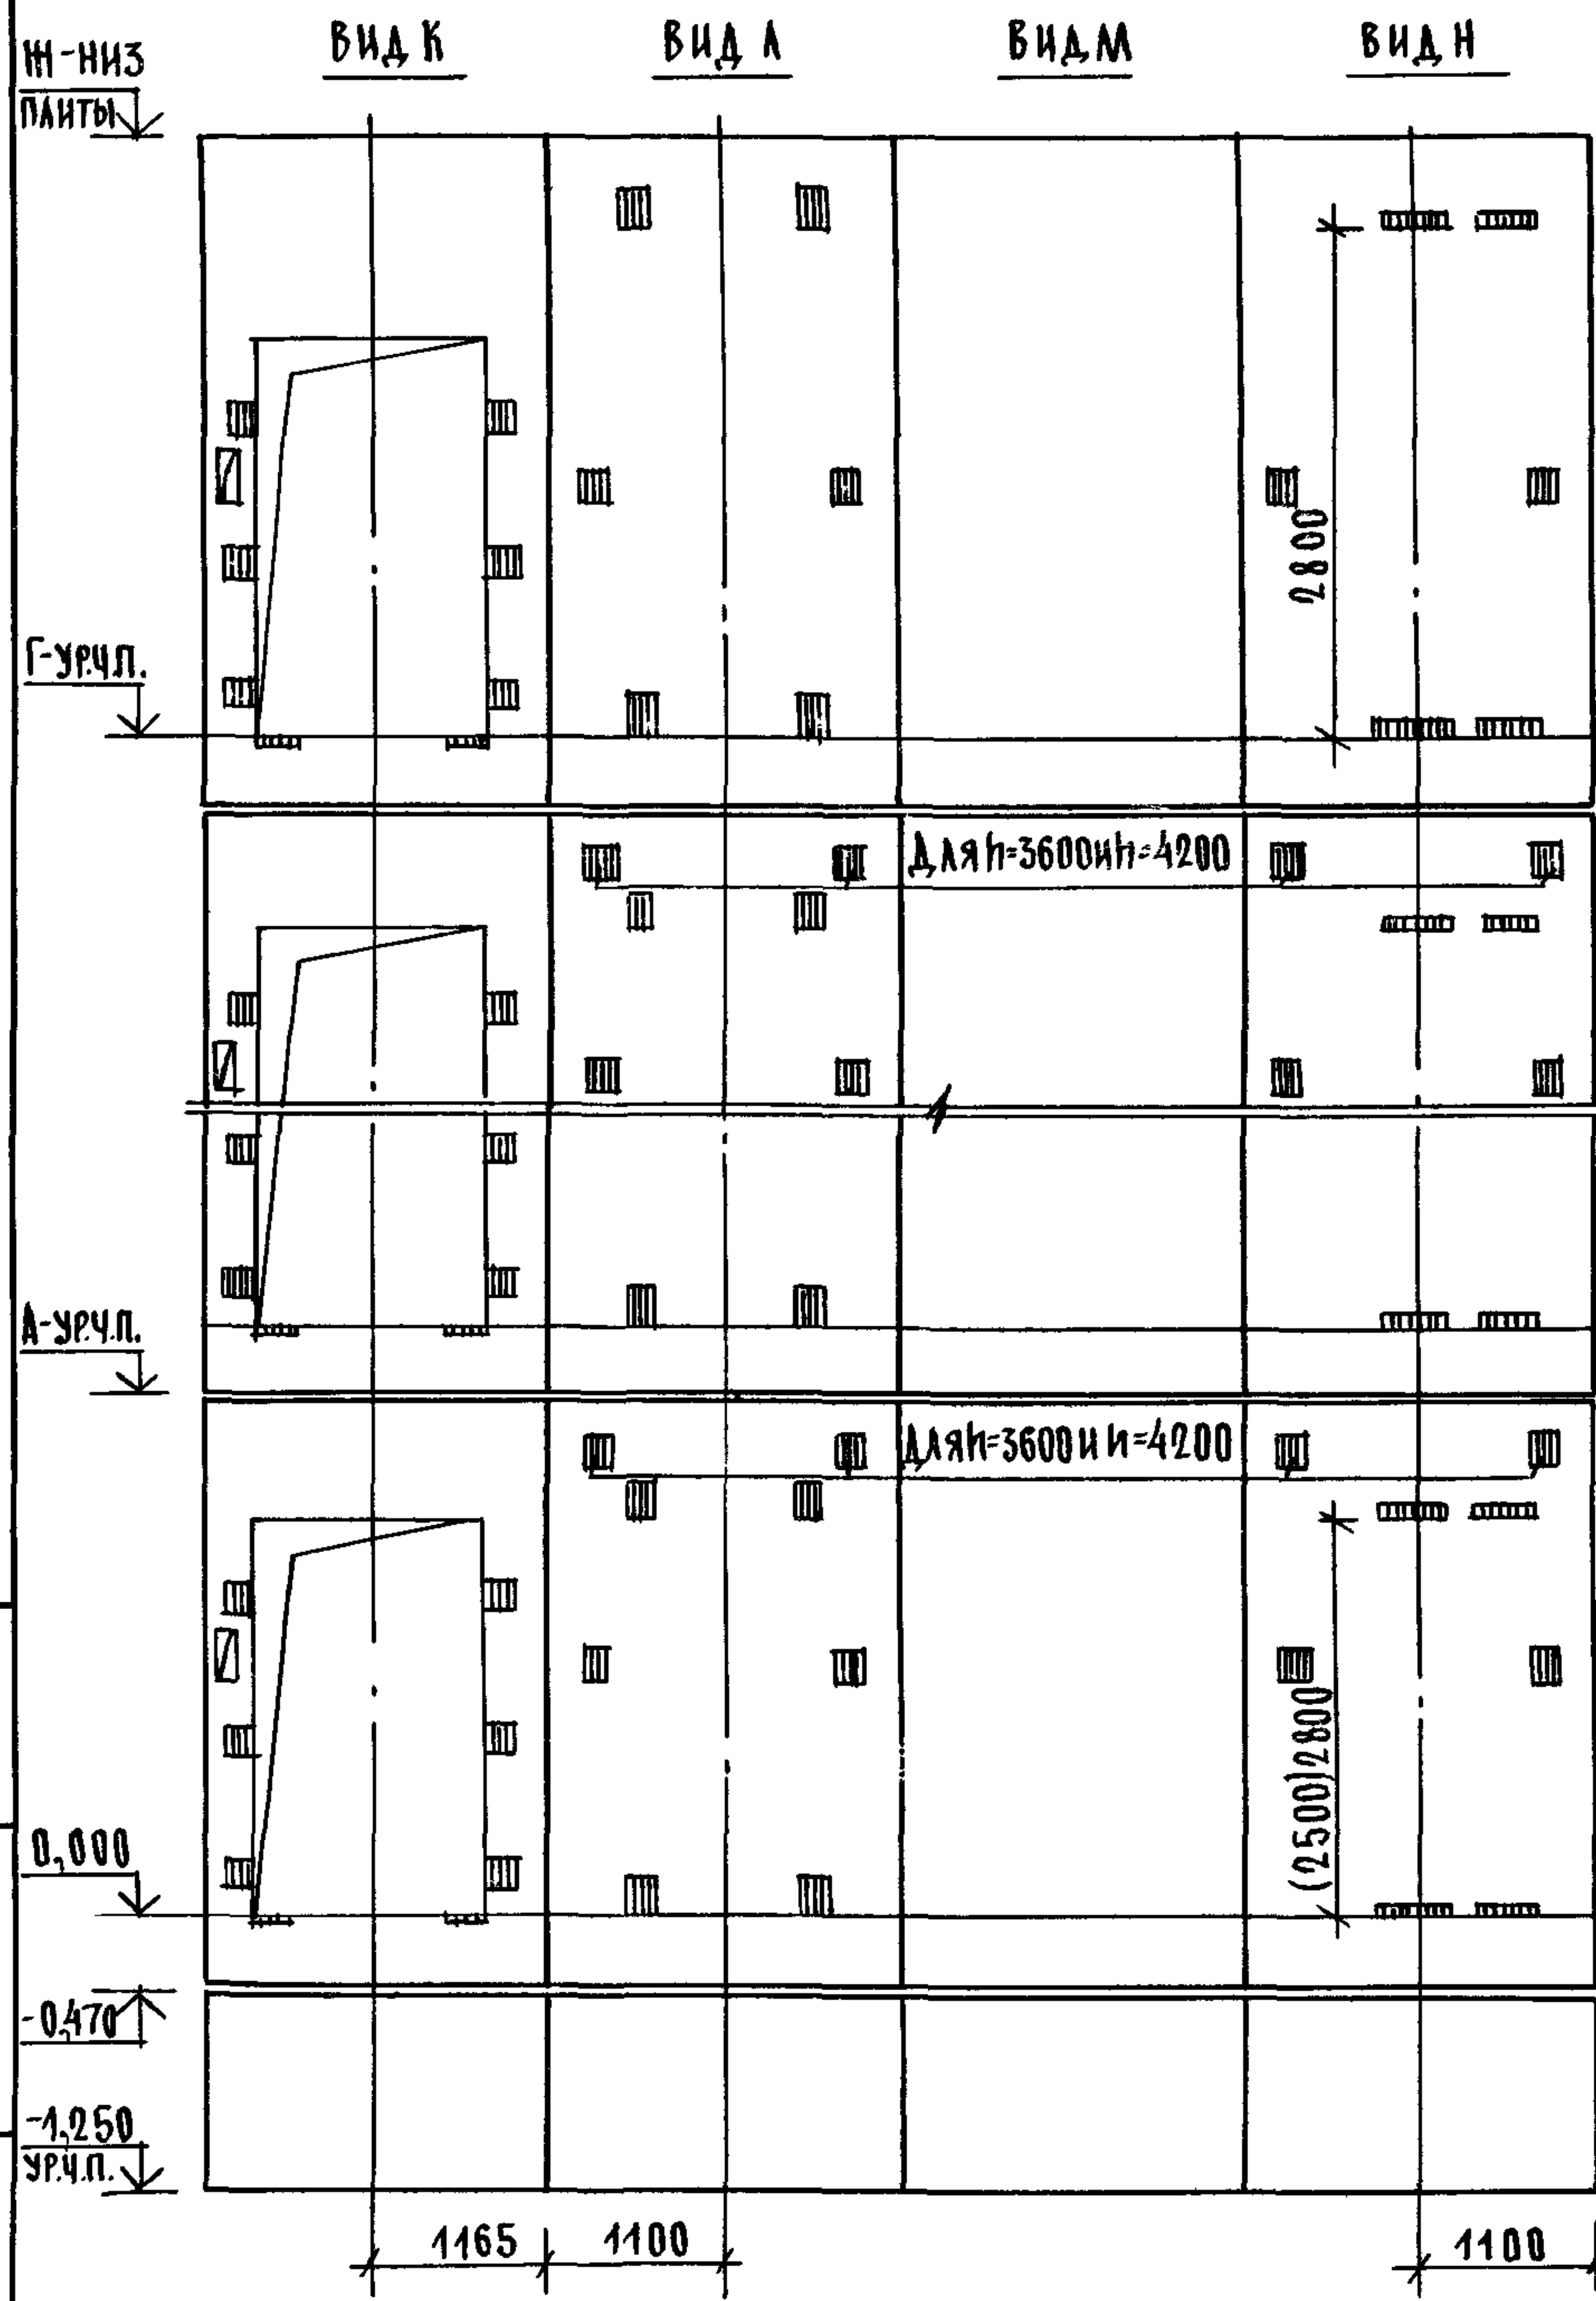 ВИД К
ВИД Л
ВИД М
ВИД Н
Ж-НИЗ
ПЛИТЫ
2800
Г-УР.Ч.П.
ДЛЯ h=3600 и h=4200
А-УР.Ч.П.
ДЛЯ h=3600 и h=4200
(2500)2800
0,000
-0,470
-1,250
УР.Ч.П.
1165
1100
1100